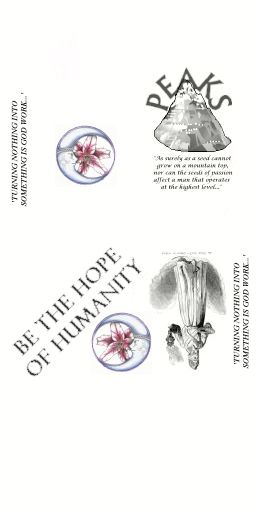 PEAKS
'TURNING NOTHING INTO
SOMETHING IS GOD WORK...'
"As surely as a seed cannot
grow on a mountain top,
nor can the seeds of passion
affect a man that operates
at the highest level..."
BE THE HOPE
OF HUMANITY
'TURNING NOTHING INTO
SOMETHING IS GOD WORK...'